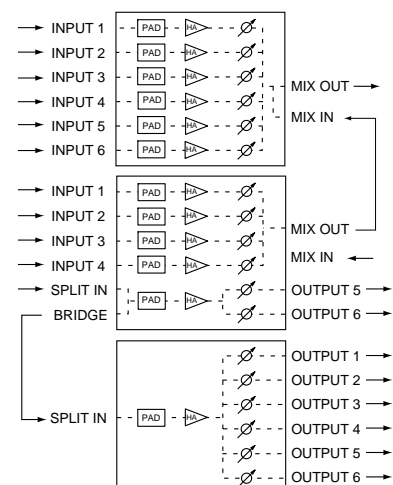 INPUT 1 PAD HA
INPUT 2 PAD HA
INPUT 3 PAD HA
INPUT 4 PAD HA
INPUT 5 PAD HA
INPUT 6 PAD HA
MIX OUT
MIX IN
INPUT 1 PAD HA
INPUT 2 PAD HA
INPUT 3 PAD HA
INPUT 4 PAD HA
MIX OUT
MIX IN
SPLIT IN
BRIDGE
PAD HA
OUTPUT 5
OUTPUT 6
SPLIT IN PAD HA
OUTPUT 1
OUTPUT 2
OUTPUT 3
OUTPUT 4
OUTPUT 5
OUTPUT 6